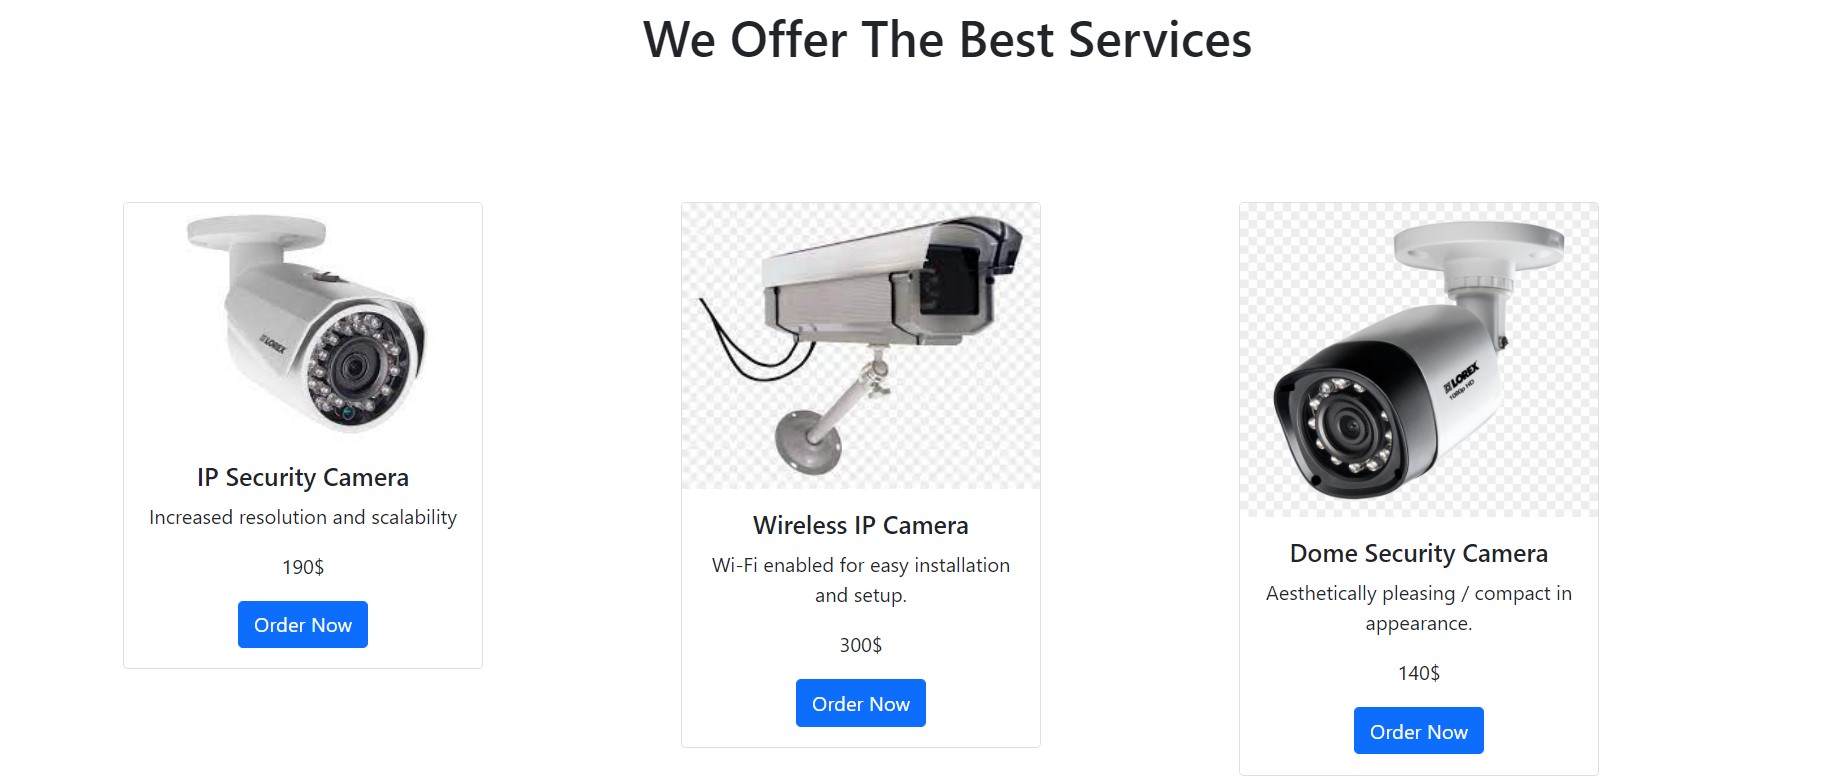 We Offer The Best Services
LOREX
IP Security Camera
Increased resolution and scalability
190$
Order Now
Wireless IP Camera
Wi-Fi enabled for easy installation
and setup.
300$
Order Now
LOREX
1080p HD
Dome Security Camera
Aesthetically pleasing / compact in
appearance.
140$
Order Now